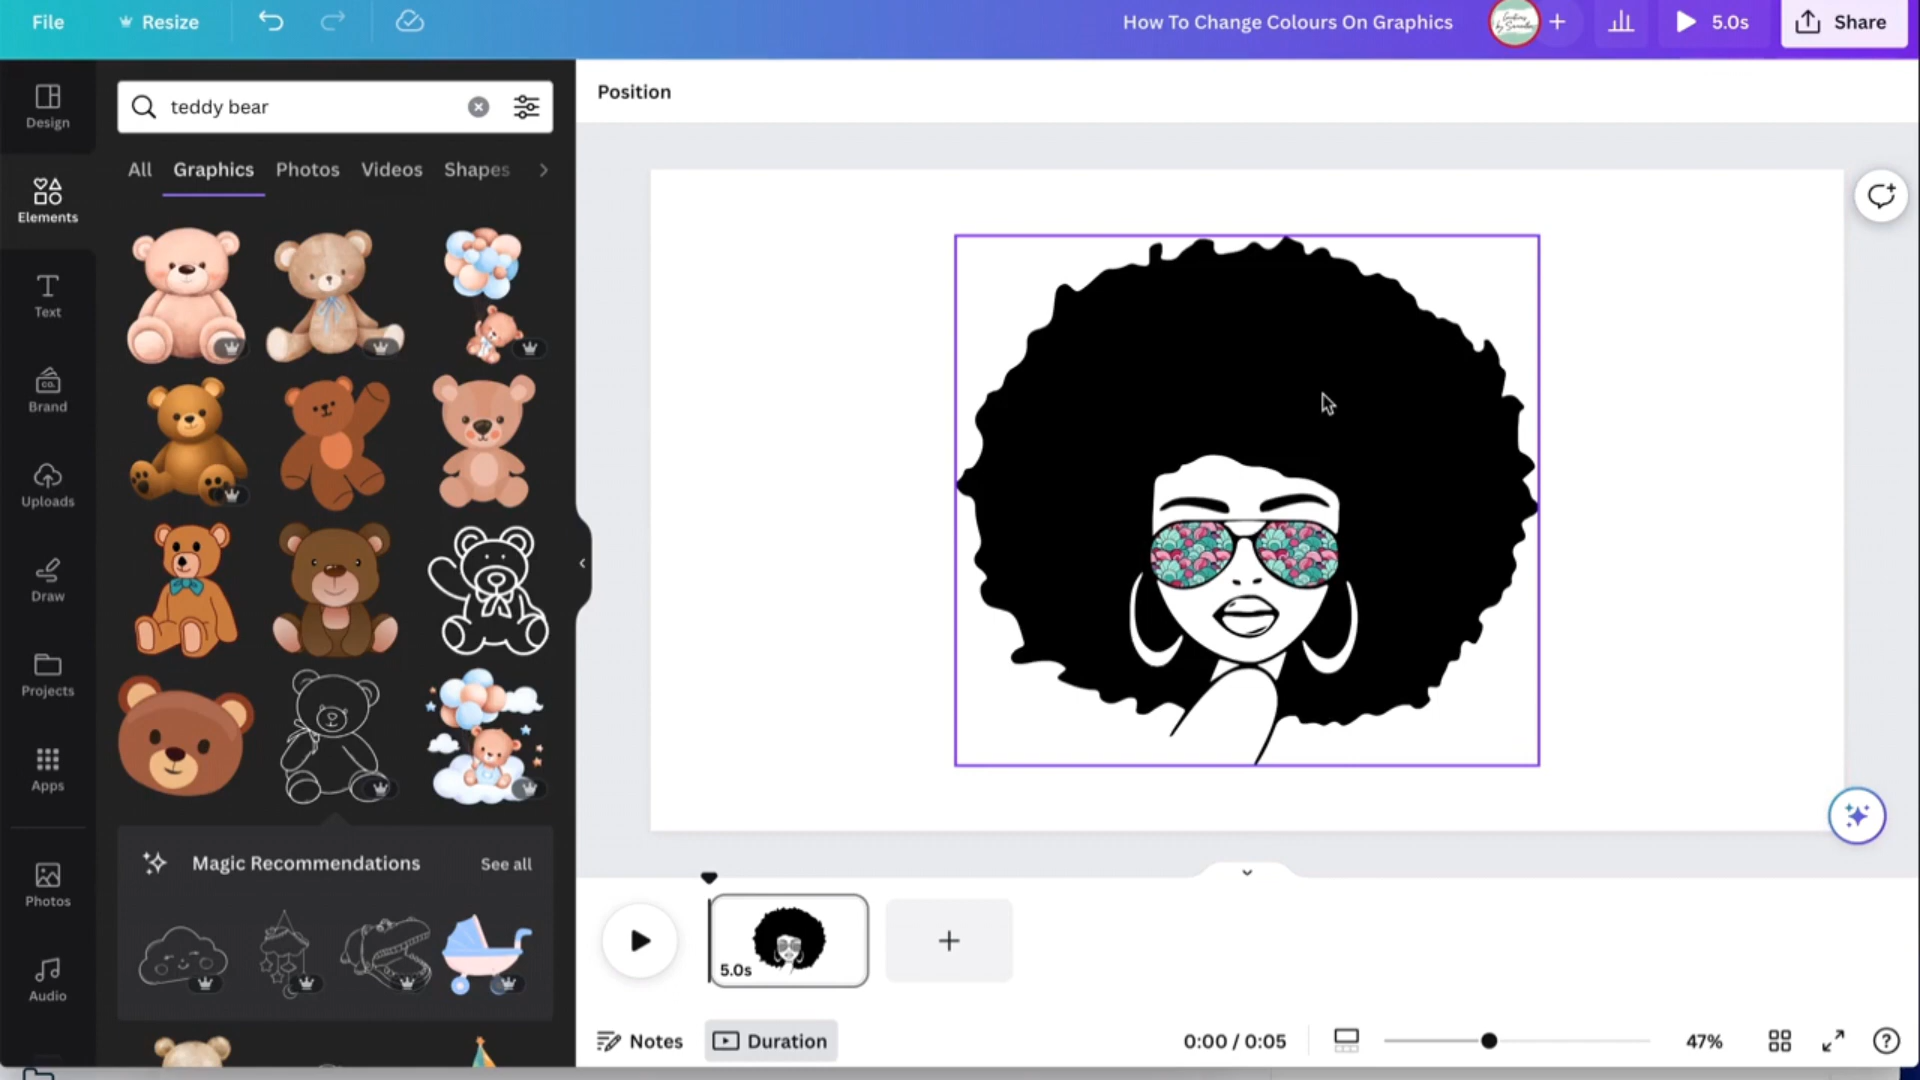 File
Resize
How To Change Colours On Graphics
5.0s
Share
Design
Elements
Text
Brand
Uploads
Draw
Projects
Apps
Photos
Audio
teddy bear
All Graphics Photos Videos Shapes
Magic Recommendations See all
Position
5.0s
Notes
Duration
0:00 / 0:05
47%
CO.